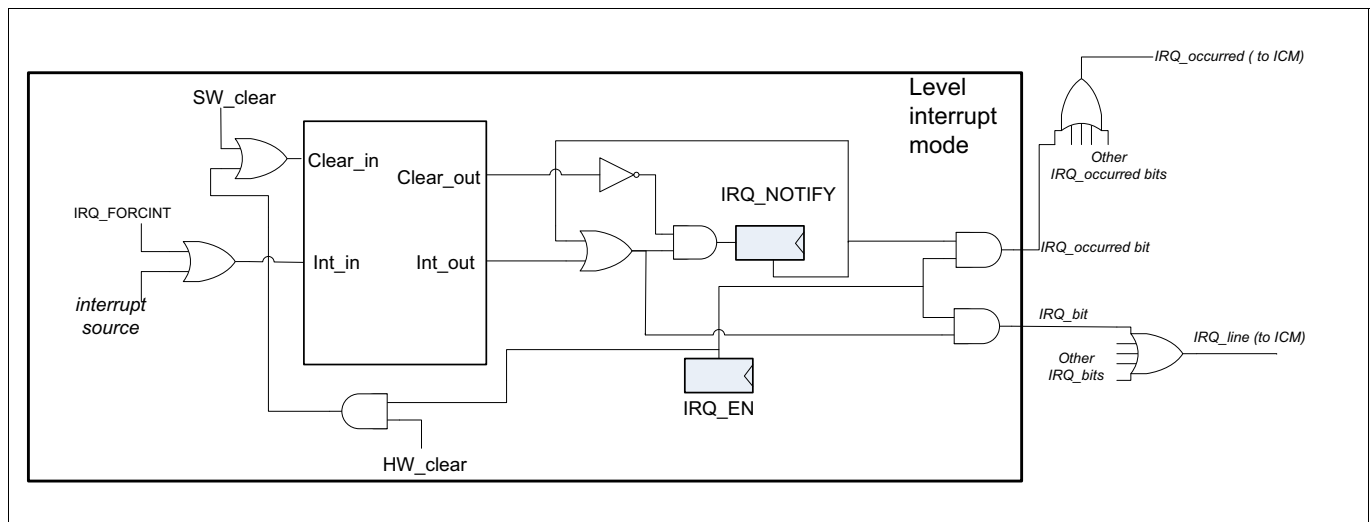 IRQ_occurred ( to ICM)
Level
interrupt
mode
SW_clear
Other
IRQ_occurred bits
Clear_in
Clear_out
IRQ_NOTIFY
IRQ_FORCINT
IRQ_occurred bit
Int_in
Int_out
interrupt
source
IRQ_bit
IRQ_line (to ICM)
Other
IRQ_bits
IRQ_EN
HW_clear